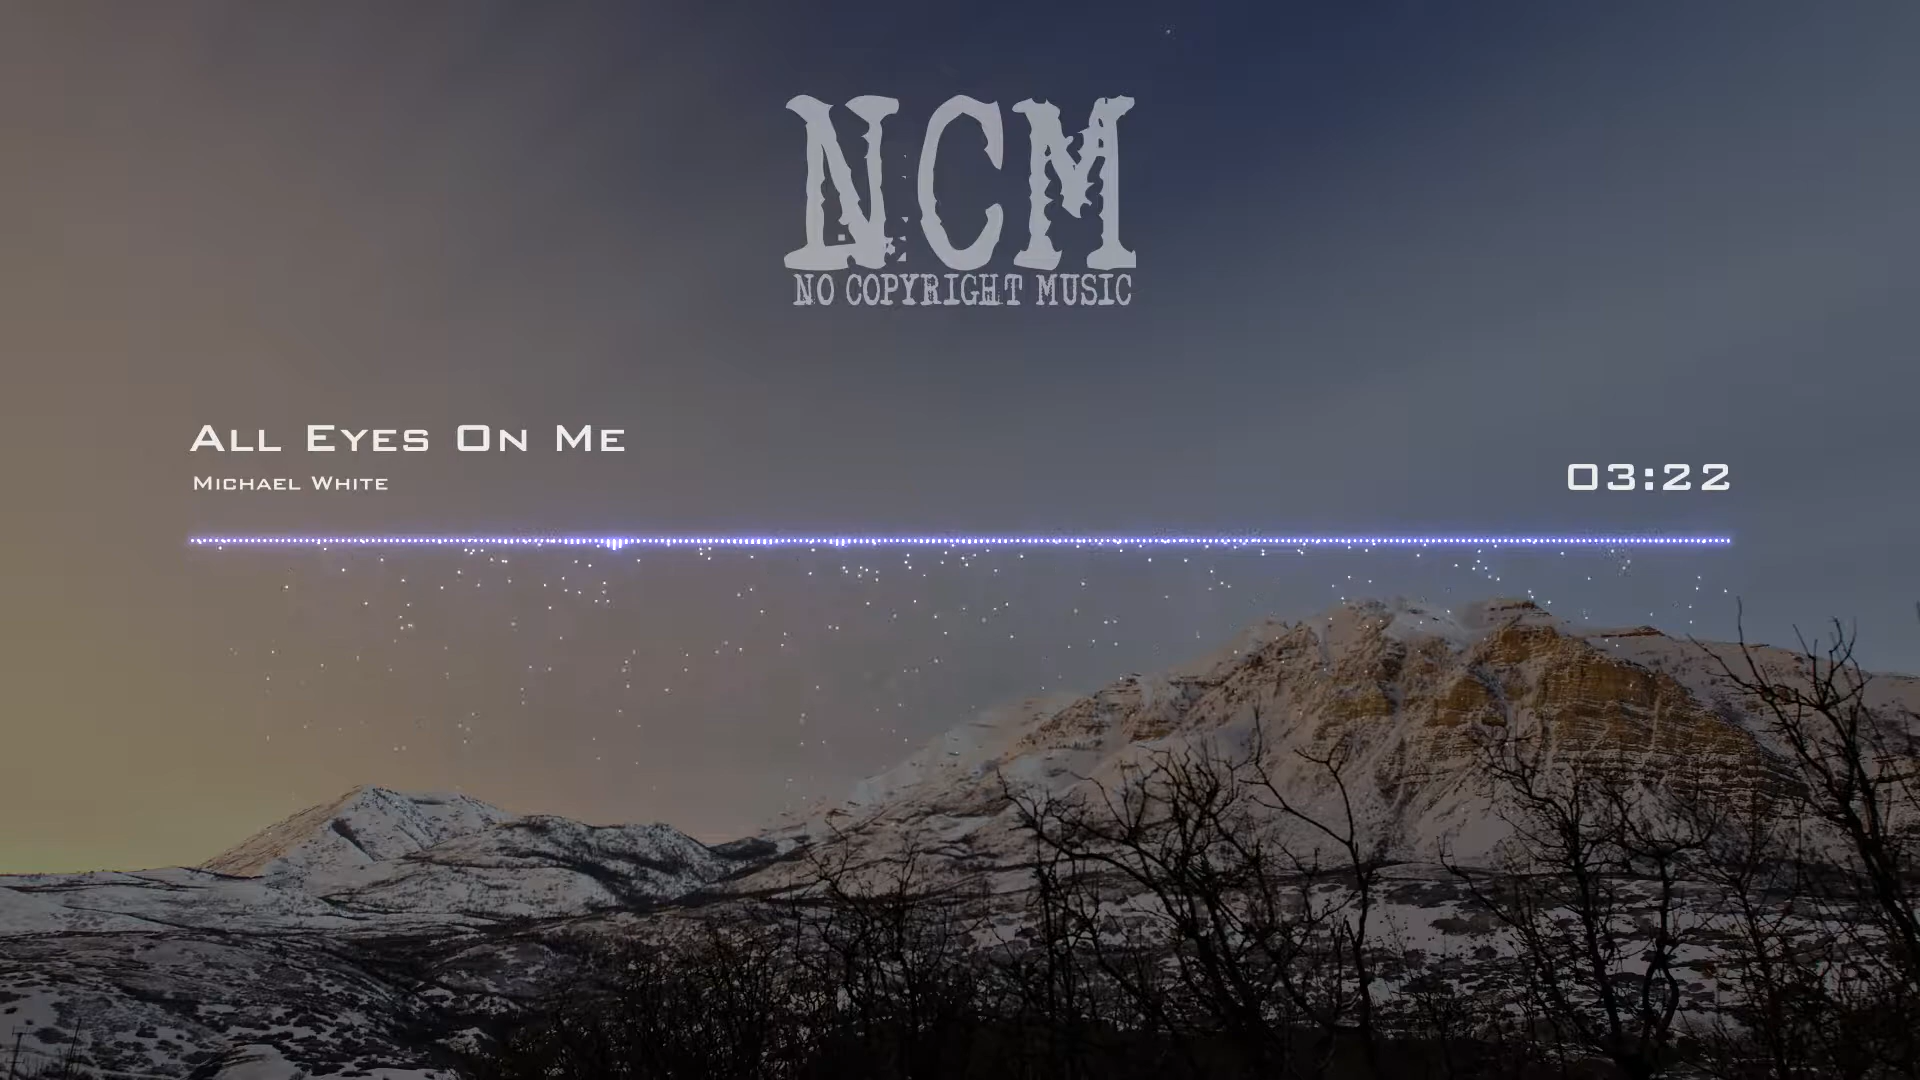 NCM
NO COPYRIGHT MUSIC
All Eyes On Me
Michael White
03:22